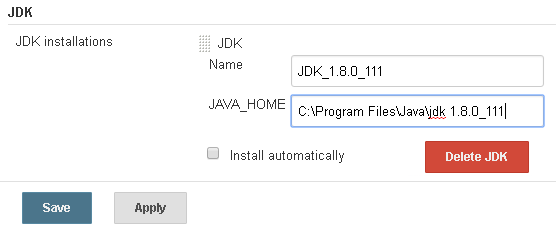 JDK
JDK installations
JDK
Name
JDK_1.8.0_111
JAVA_HOME
C:\Program Files\Java\jdk 1.8.0_111
Install automatically
Delete JDK
Save
Apply